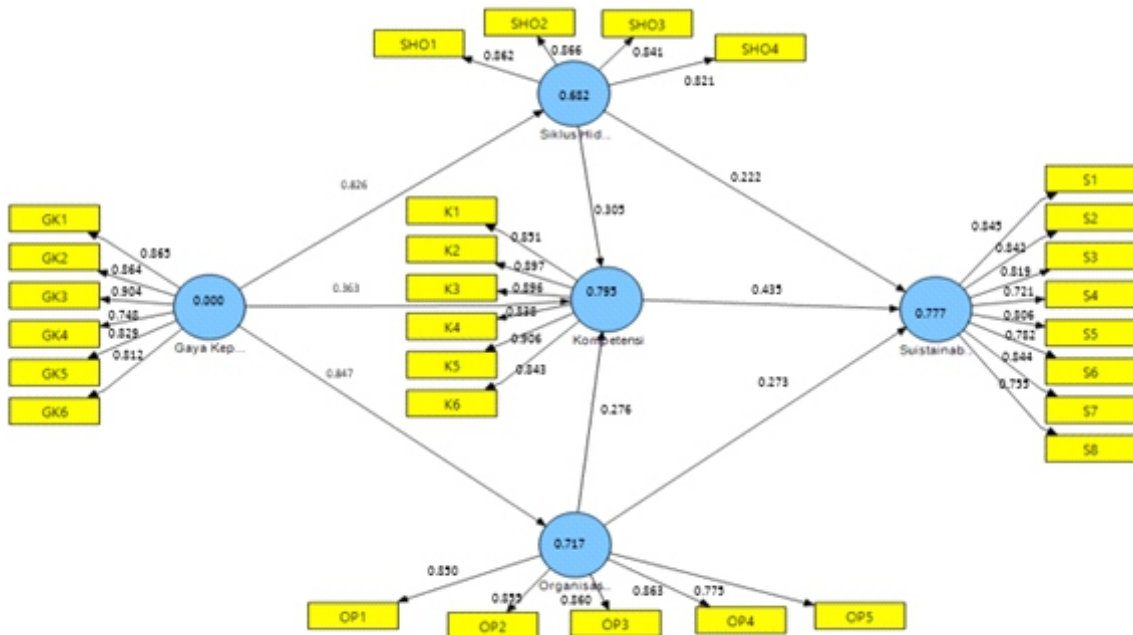 SHO1
SHO2
SHO3
SHO4
0.862
0.866
0.841
0.821
0.682
Siklus Hid...
0.826
0.305
0.222
GK1
GK2
GK3
GK4
GK5
GK6
0.865
0.864
0.904
0.748
0.829
0.812
0.000
Gaya Kep...
0.363
0.847
K1
K2
K3
K4
K5
K6
0.851
0.897
0.896
0.838
0.906
0.843
0.795
Kompetensi
0.435
0.276
0.273
S1
S2
S3
S4
S5
S6
S7
S8
0.845
0.842
0.819
0.721
0.806
0.782
0.844
0.755
0.777
Suistainab...
0.717
Organisas...
0.850
0.855
0.860
0.863
0.775
OP1
OP2
OP3
OP4
OP5